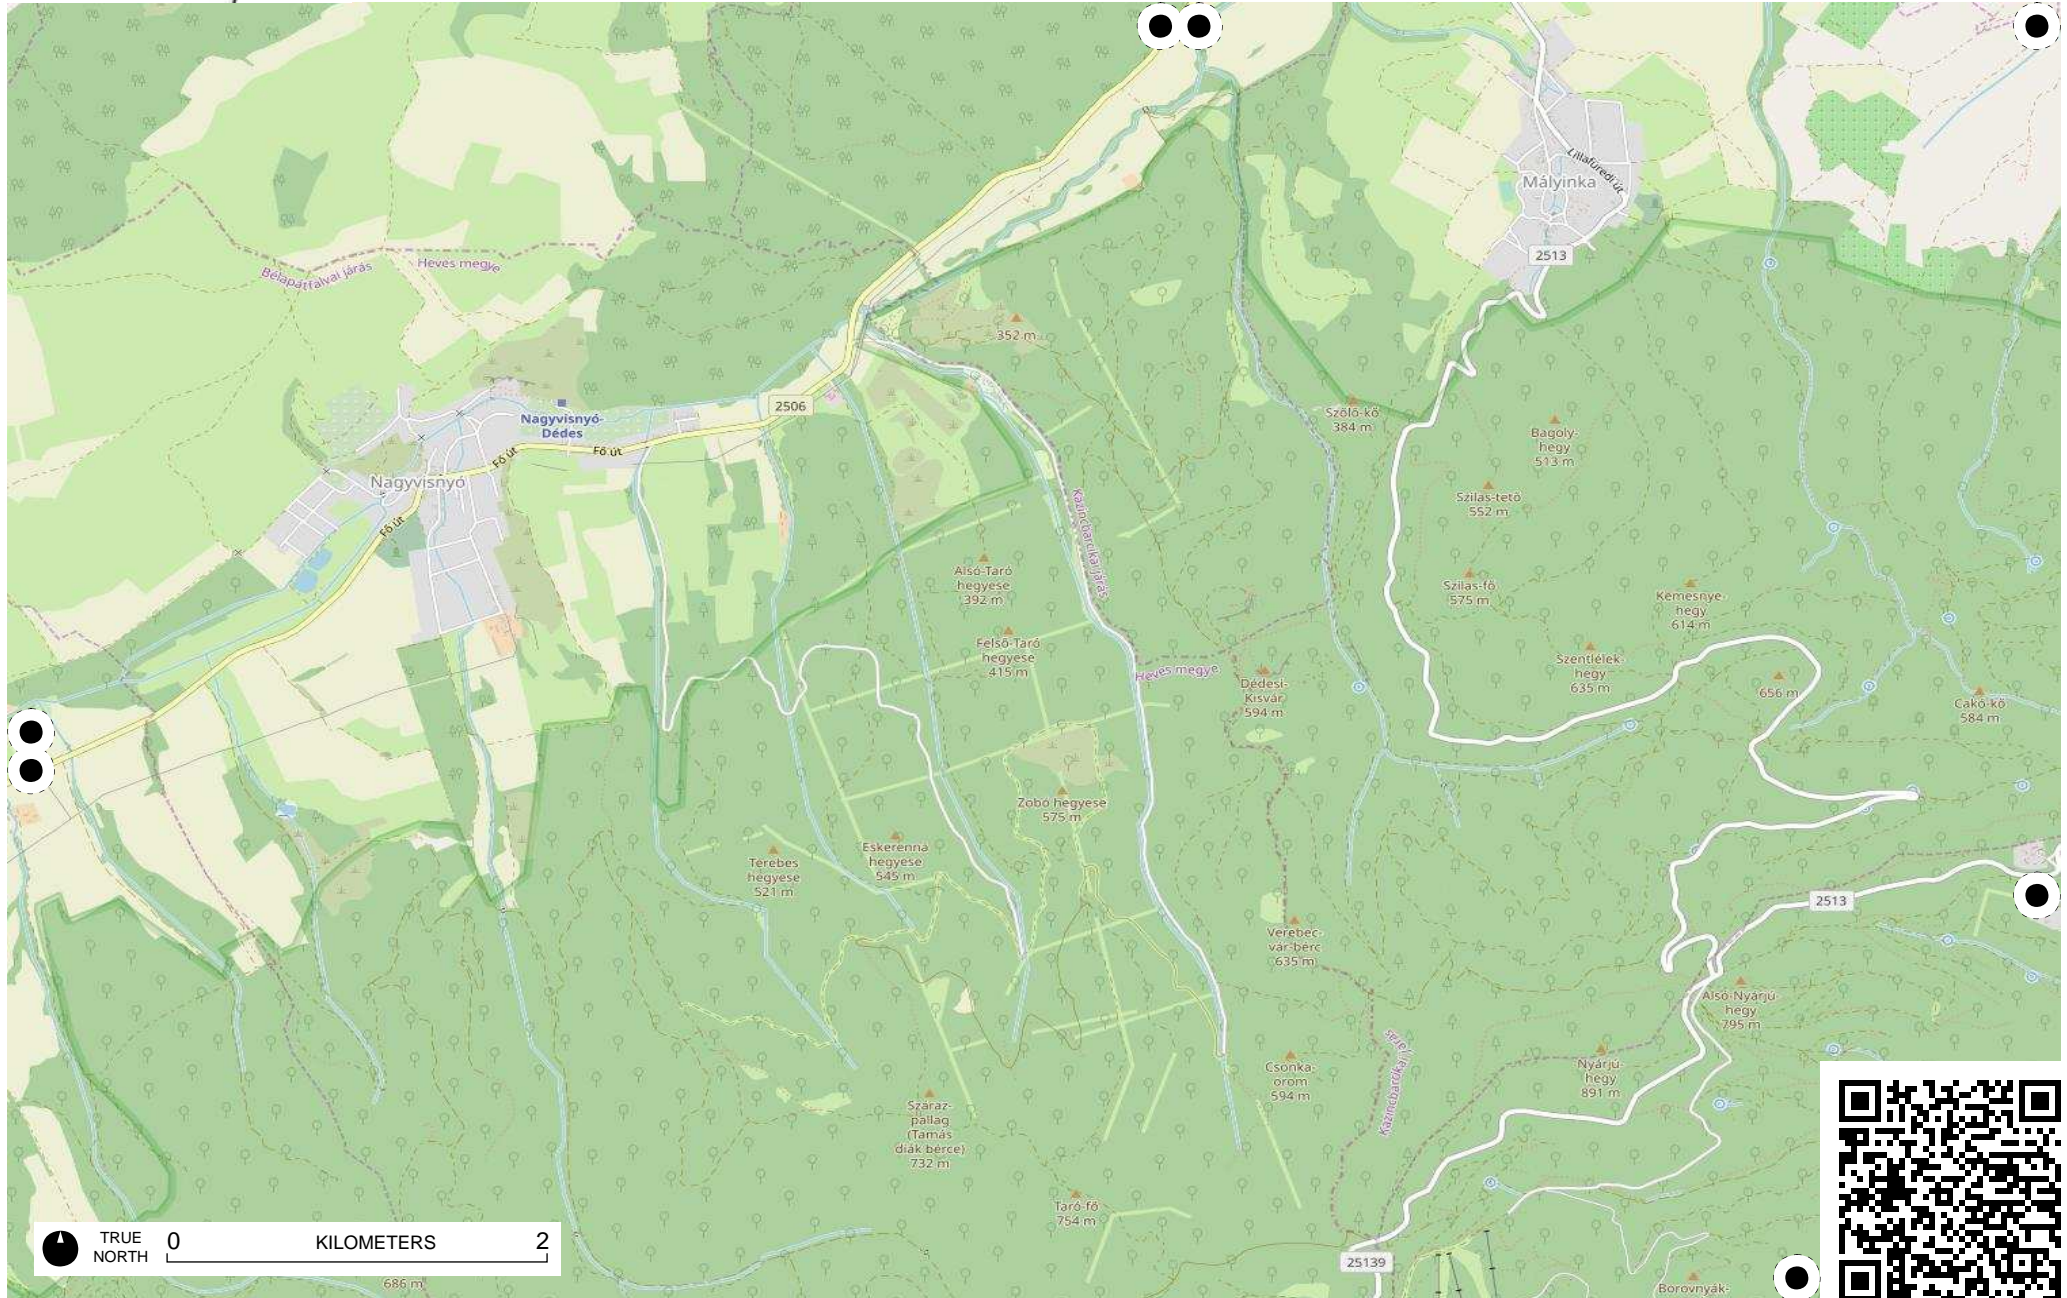 Lillafüredi út
Mályinka
2513
Bélapátfalvai járás
Heves megye
352 m
Nagyvisnyó-
Dédes
2506
Fő út
Fő út
Nagyvisnyó
Fő út
Szőlő-kő
384 m
Bagoly-
hegy
513 m
Szilas-tető
552 m
Kazincbarcikai járás
Alsó-Taró
hegyese
392 m
Szilas-fő
575 m
Kemesnye-
hegy
614 m
Felső-Taró
hegyese
415 m
Heves megye
Dédesi-
Kisvár
594 m
Szentlélek-
hegy
635 m
656 m
Cakó-kő
584 m
Zobó hegyese
575 m
Terebes
hegyese
521 m
Eskerenna
hegyese
545 m
2513
Verebec-
vár-bérc
635 m
Alsó-Nyárjú-
hegy
795 m
Csonka-
orom
594 m
Kazincbarcikai járás
Nyárjú-
hegy
891 m
Száraz-
pallag
(Tamás
diák bérce)
732 m
Taró-fő
754 m
TRUE
NORTH
0 KILOMETERS 2
25139
686 m
Borovnyák-